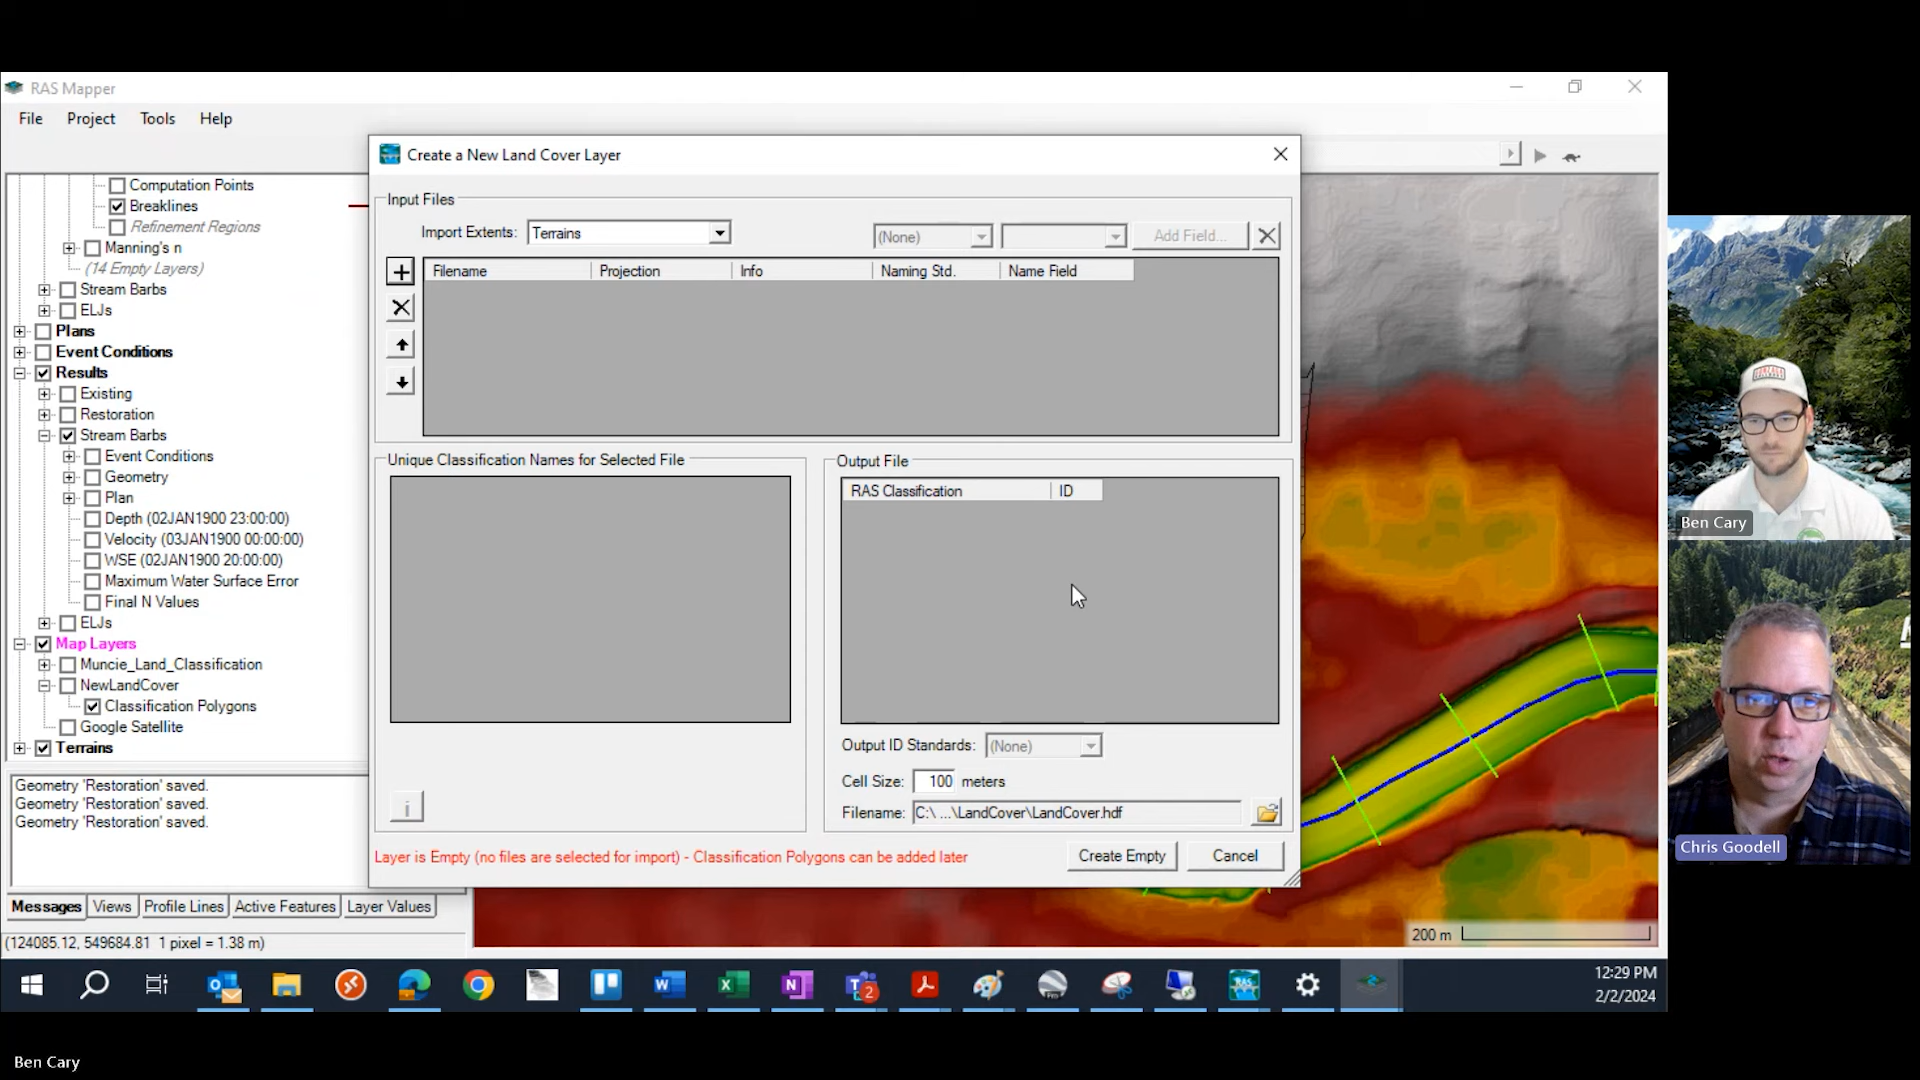 RAS Mapper
File Project Tools Help
Create a New Land Cover Layer
Computation Points
Breaklines
Refinement Regions
Manning's n
(14 Empty Layers)
Stream Barbs
ELJs
Plans
Event Conditions
Results
Existing
Restoration
Stream Barbs
Event Conditions
Geometry
Plan
Depth (02JAN1900 23:00:00)
Velocity (03JAN1900 00:00:00)
WSE (02JAN1900 20:00:00)
Maximum Water Surface Error
Final N Values
ELJs
Map Layers
Muncie_Land_Classification
NewLandCover
Classification Polygons
Google Satellite
Terrains
Geometry 'Restoration' saved.
Geometry 'Restoration' saved.
Geometry 'Restoration' saved.
Messages Views Profile Lines Active Features Layer Values
(124085.12, 549684.81 1 pixel = 1.38 m)
Input Files
Import Extents: Terrains (None) Add Field...
Filename Projection Info Naming Std. Name Field
Unique Classification Names for Selected File
Output File
RAS Classification ID
Output ID Standards: (None)
Cell Size: 100 meters
Filename: C:\ ...\LandCover\LandCover.hdf
Layer is Empty (no files are selected for import) - Classification Polygons can be added later
Create Empty Cancel
200 m
Ben Cary
Chris Goodell
12:29 PM
2/2/2024
Ben Cary